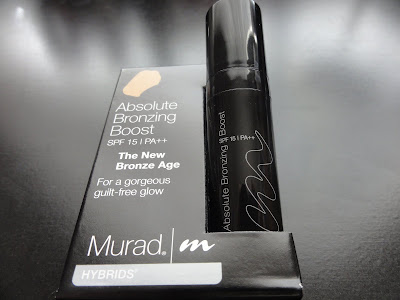 Absolute
Bronzing
Boost
SPF 15 | PA++
The New
Bronze Age
For a gorgeous
guilt-free glow
Murad.® | m
HYBRIDS®
Absolute Bronzing Boost
SPF 15 | PA++
m